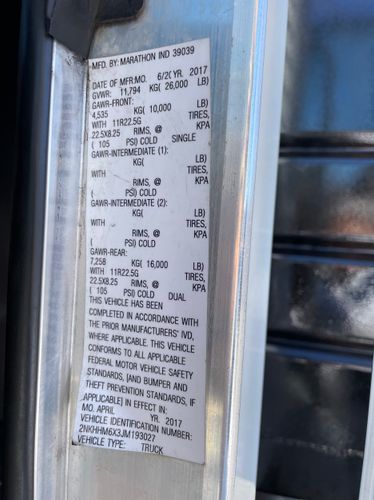 MFD. BY: MARATHON IND 39039
DATE OF MFR:MO. 6/20 YR. 2017
GVWR: 11,794 KG( 26,000 LB)
GAWR-FRONT:
4,535 KG( 10,000 LB)
WITH 11R22.5G TIRES,
22.5X8.25 RIMS, @ KPA
( 105 PSI) COLD SINGLE
GAWR-INTERMEDIATE (1):
KG( LB)
WITH TIRES,
RIMS, @ KPA
( PSI) COLD
GAWR-INTERMEDIATE (2):
KG( LB)
WITH TIRES,
RIMS, @ KPA
( PSI) COLD
GAWR-REAR:
7,258 KG( 16,000 LB)
WITH 11R22.5G TIRES,
22.5X8.25 RIMS, @ KPA
( 105 PSI) COLD DUAL
THIS VEHICLE HAS BEEN
COMPLETED IN ACCORDANCE WITH
THE PRIOR MANUFACTURERS' IVD,
WHERE APPLICABLE. THIS VEHICLE
CONFORMS TO ALL APPLICABLE
FEDERAL MOTOR VEHICLE SAFETY
STANDARDS, [AND BUMPER AND
THEFT PREVENTION STANDARDS, IF
APPLICABLE] IN EFFECT IN:
MO. APRIL YR. 2017
VEHICLE IDENTIFICATION NUMBER:
2NKHHM6X3JM193027
VEHICLE TYPE: TRUCK